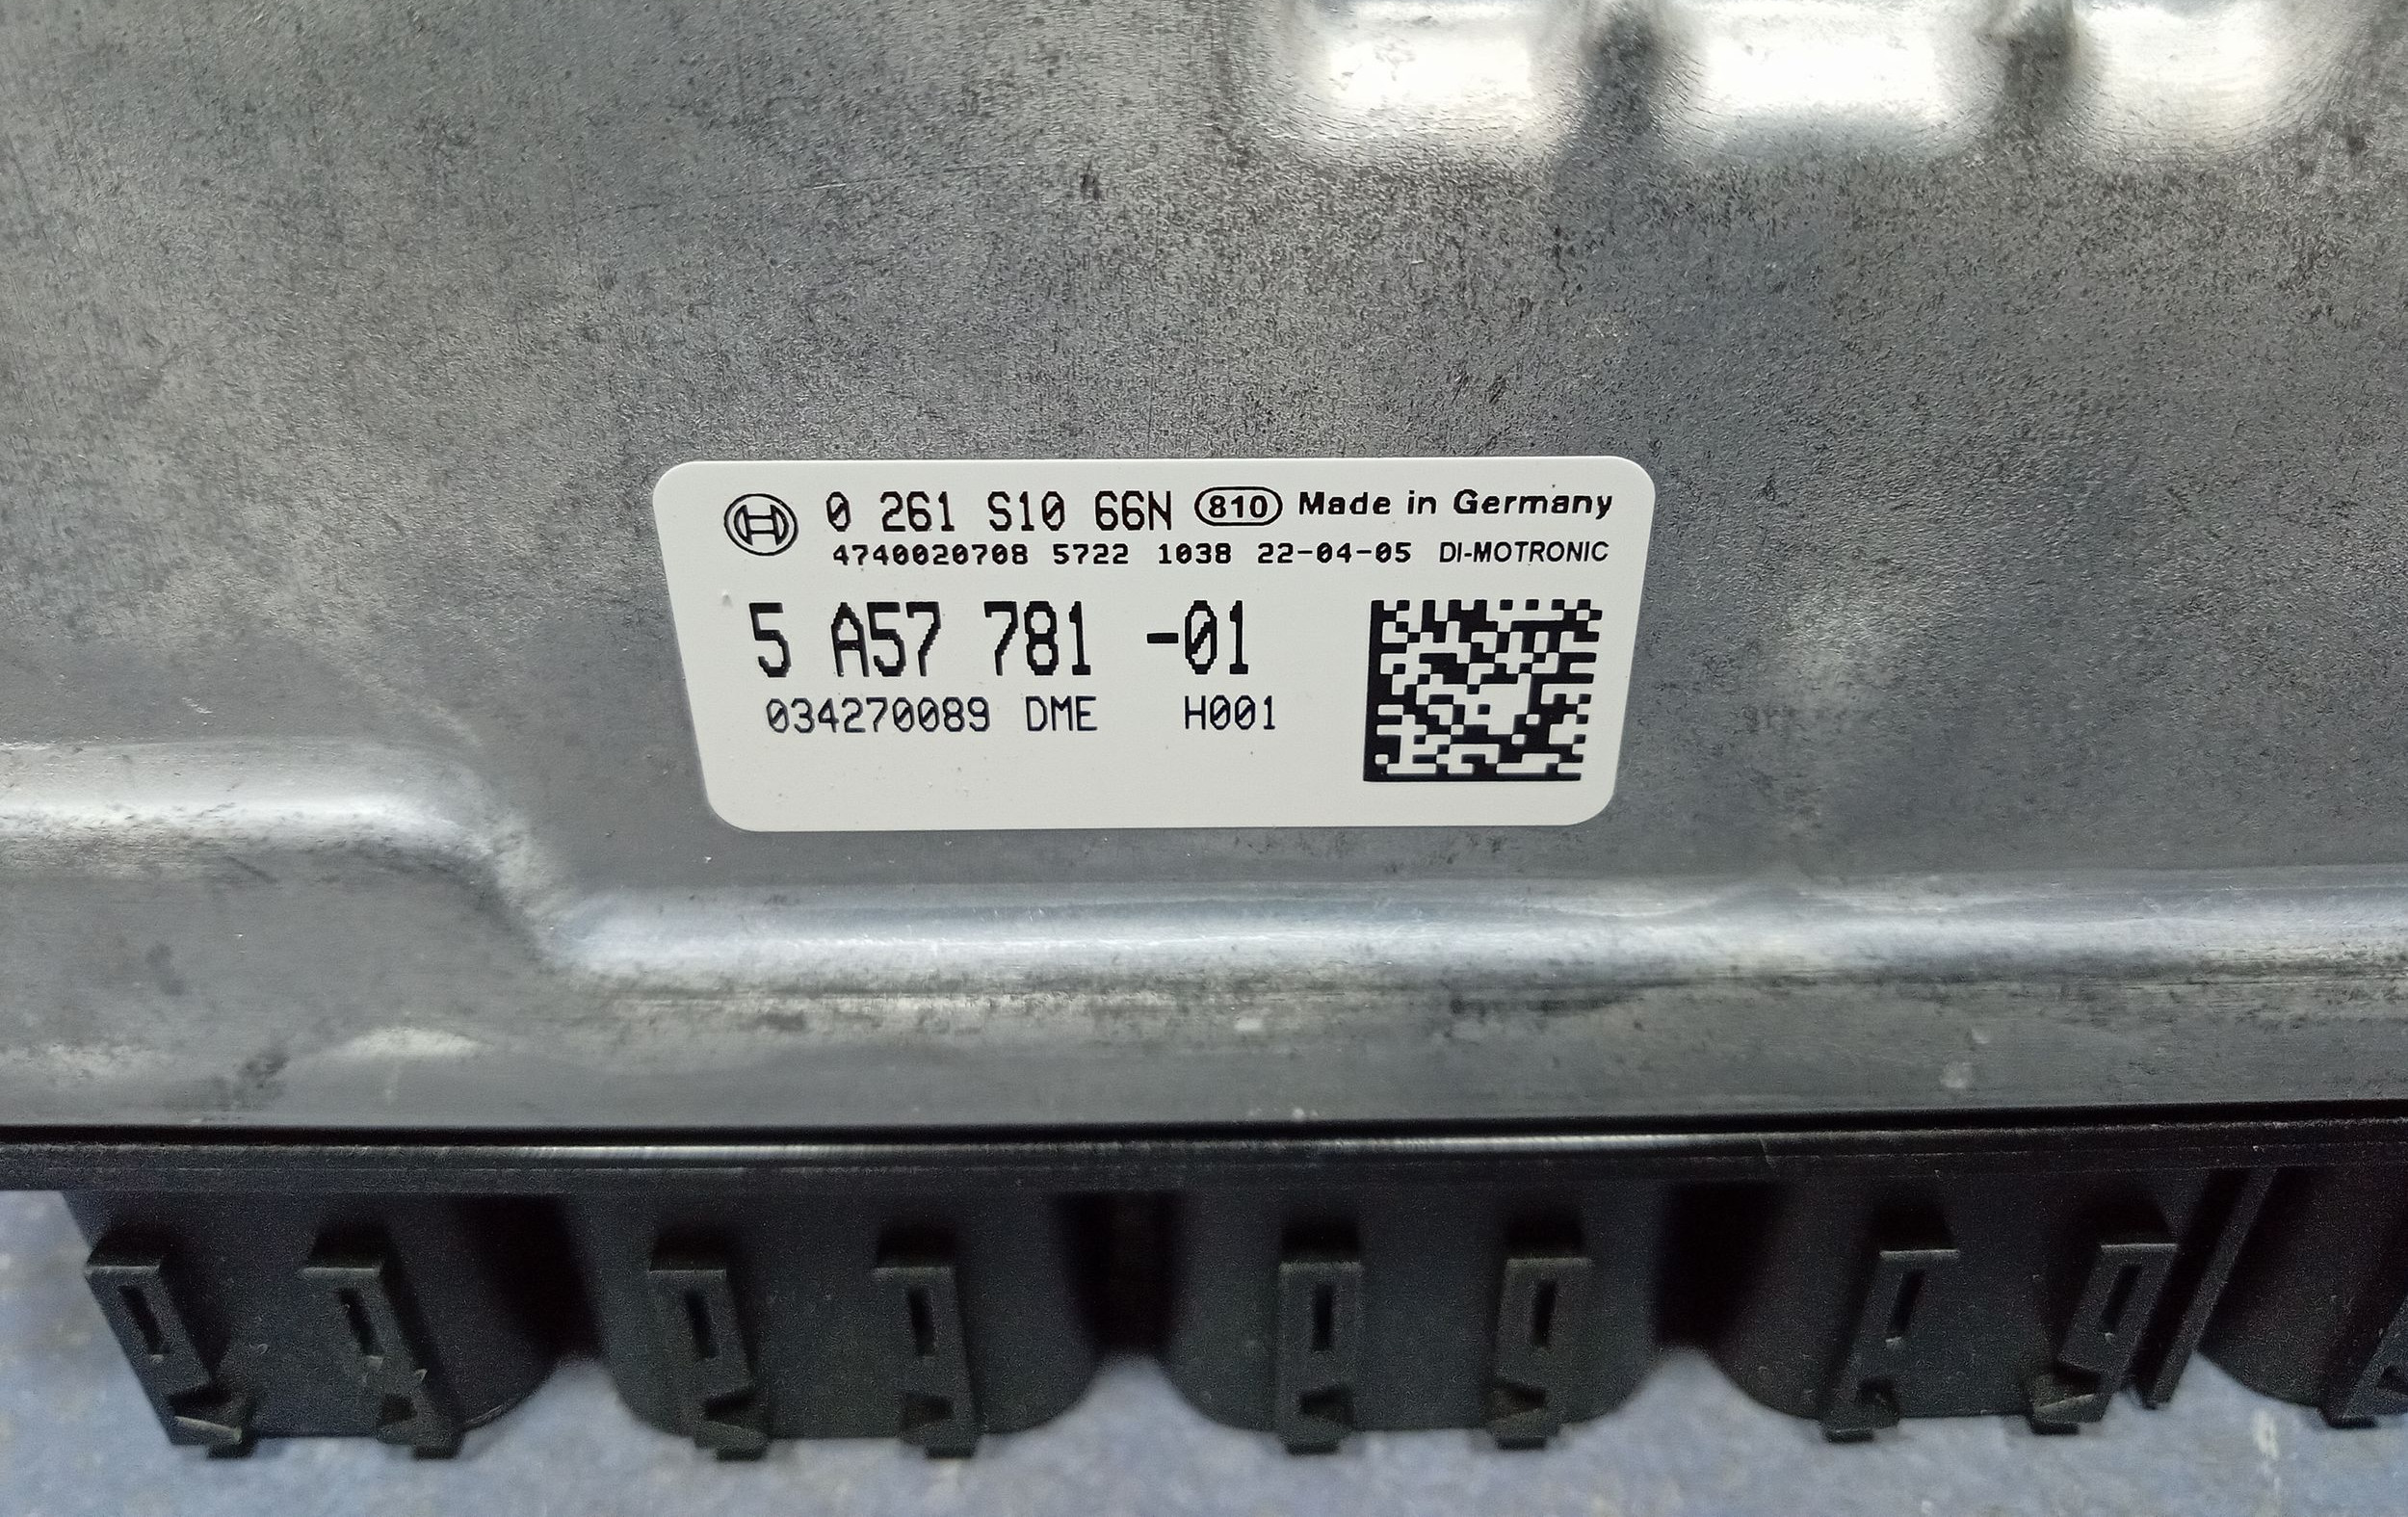 0 261 S10 66N 810 Made in Germany
4740020708 5722 1038 22-04-05 DI-MOTRONIC
5 A57 781 -01
034270089 DME H001